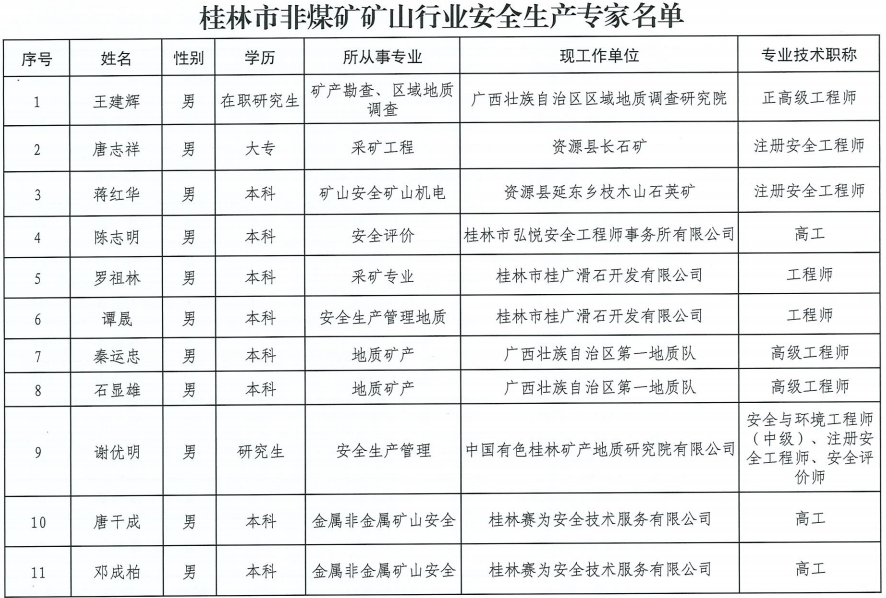 桂林市非煤矿矿山行业安全生产专家名单
序号 姓名 性别 学历 所从事专业 现工作单位 专业技术职称
1 王建辉 男 在职研究生 矿产勘查、区域地质
调查 广西壮族自治区区域地质调查研究院 正高级工程师
2 唐志祥 男 大专 采矿工程 资源县长石矿 注册安全工程师
3 蒋红华 男 本科 矿山安全矿山机电 资源县延东乡枝木山石英矿 注册安全工程师
4 陈志明 男 本科 安全评价 桂林市弘悦安全工程师事务所有限公司 高工
5 罗祖林 男 本科 采矿专业 桂林市桂广滑石开发有限公司 工程师
6 谭晟 男 本科 安全生产管理地质 桂林市桂广滑石开发有限公司 工程师
7 秦运忠 男 本科 地质矿产 广西壮族自治区第一地质队 高级工程师
8 石显雄 男 本科 地质矿产 广西壮族自治区第一地质队 高级工程师
9 谢优明 男 研究生 安全生产管理 中国有色桂林矿产地质研究院有限公司 安全与环境工程师
（中级）、注册安
全工程师、安全评
价师
10 唐干成 男 本科 金属非金属矿山安全 桂林赛为安全技术服务有限公司 高工
11 邓成柏 男 本科 金属非金属矿山安全 桂林赛为安全技术服务有限公司 高工